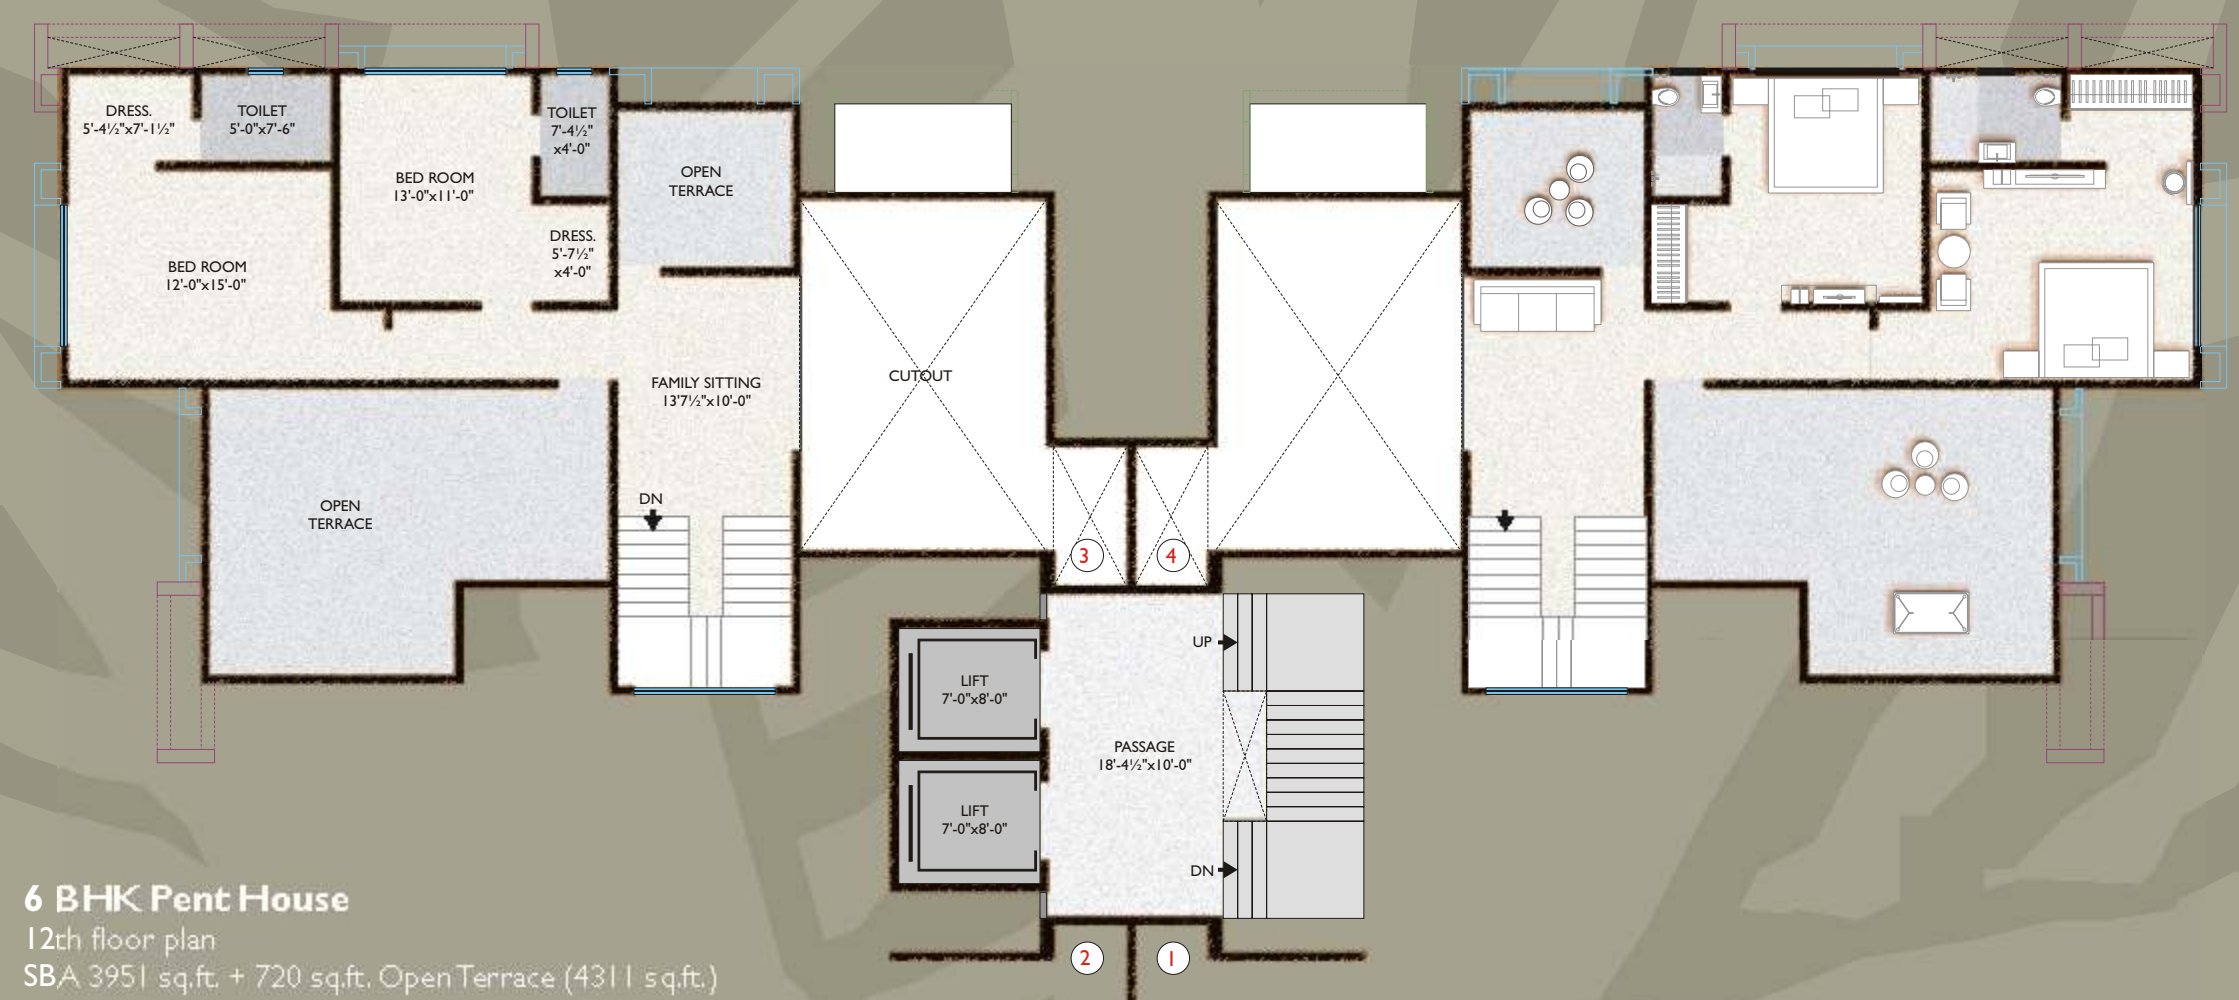 DRESS.
5'-4½"x7'-1½"
TOILET
5'-0"x7'-6"
BED ROOM
13'-0"x11'-0"
TOILET
7'-4½"
x4'-0"
OPEN
TERRACE
DRESS.
5'-7½"
x4'-0"
BED ROOM
12'-0"x15'-0"
FAMILY SITTING
13'7½"x10'-0"
CUTOUT
OPEN
TERRACE
DN
3
4
UP
LIFT
7'-0"x8'-0"
PASSAGE
18'-4½"x10'-0"
LIFT
7'-0"x8'-0"
DN
2
1
6 BHK Pent House
12th floor plan
SBA 3951 sq.ft. + 720 sq.ft. Open Terrace (4311 sq.ft.)